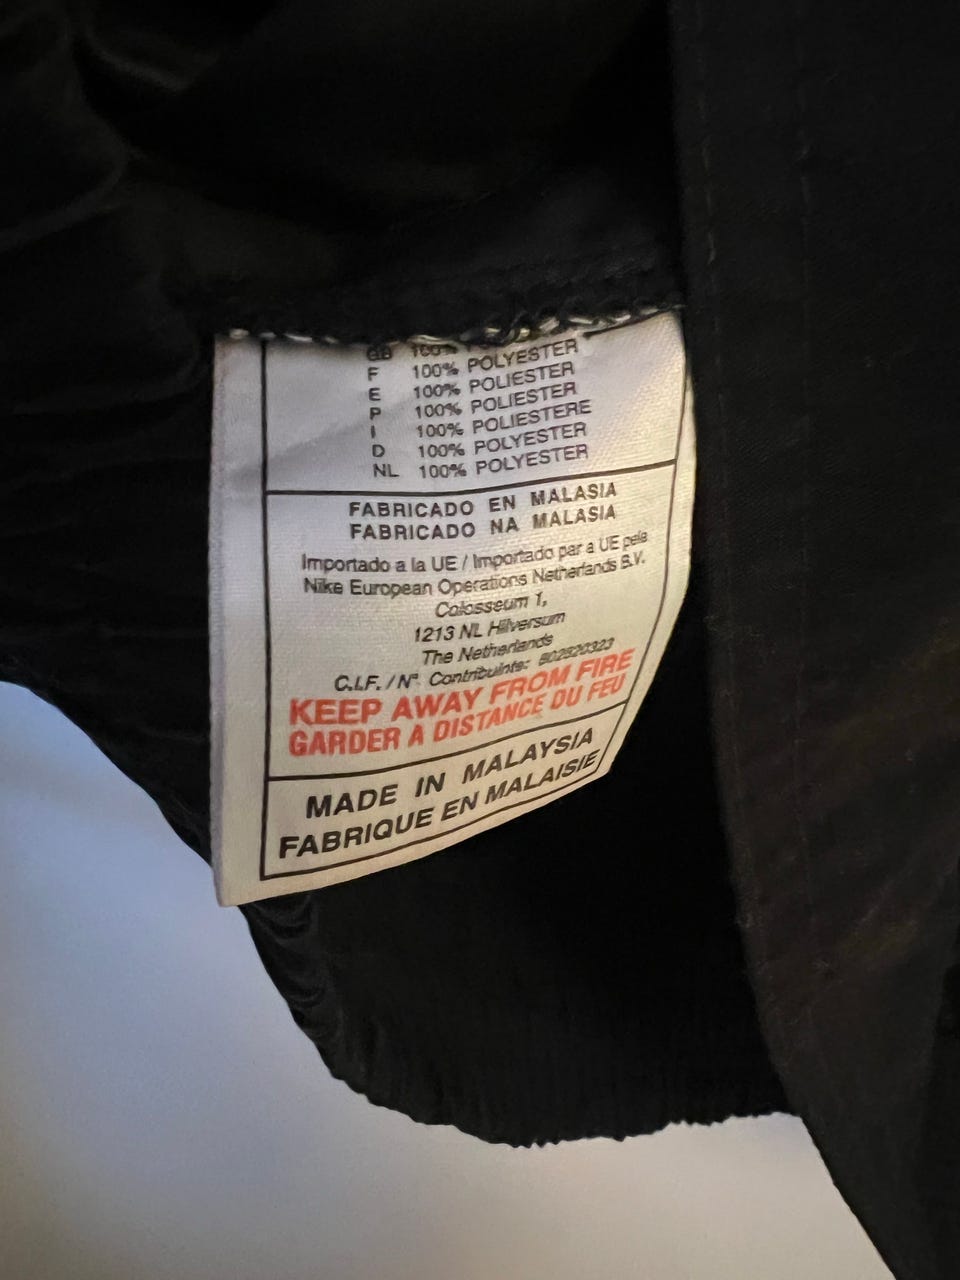 GB 100%
F 100% POLYESTER
E 100% POLIESTER
P 100% POLIESTER
I 100% POLIESTERE
D 100% POLYESTER
NL 100% POLYESTER
FABRICADO EN MALASIA
FABRICADO NA MALASIA
Importado a la UE / Importado par a UE pela
Nike European Operations Netherlands B.V.
Colosseum 1,
1213 NL Hilversum
The Netherlands
C.I.F. / Nº Contribuinte: 802520323
KEEP AWAY FROM FIRE
GARDER A DISTANCE DU FEU
MADE IN MALAYSIA
FABRIQUE EN MALAISIE